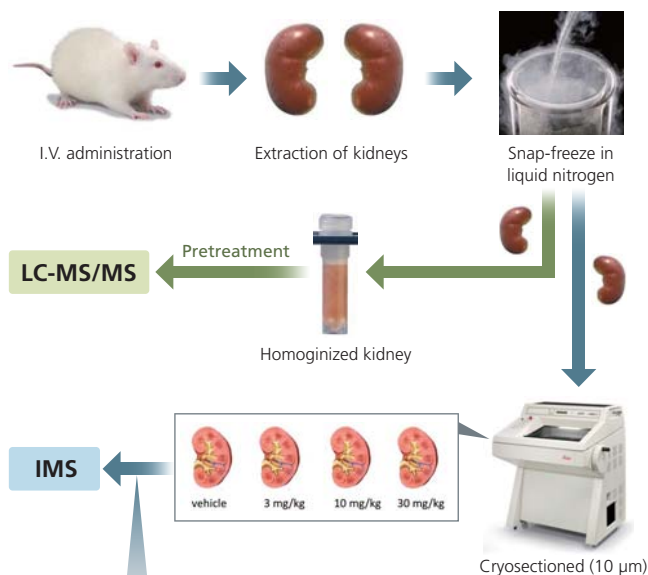 I.V. administration
Extraction of kidneys
Snap-freeze in
liquid nitrogen
Pretreatment
LC-MS/MS
Homoginized kidney
IMS
vehicle
3 mg/kg
10 mg/kg
30 mg/kg
Cryosectioned (10 µm)